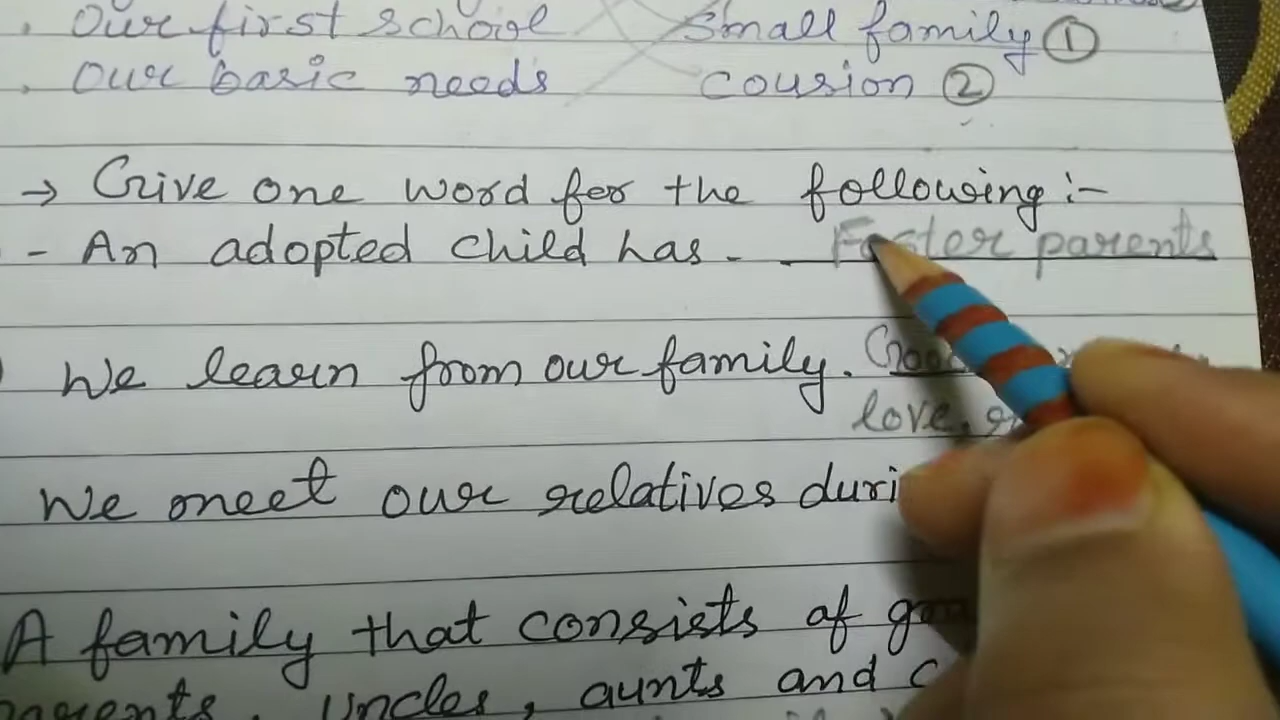 Our first school Small family ①
Our basic needs cousion ②
→ Give one word for the following :-
- An adopted child has - Foster parents
We learn from our family.
love,
We meet our relatives duri
A family that consists of
parents, uncles, aunts and c